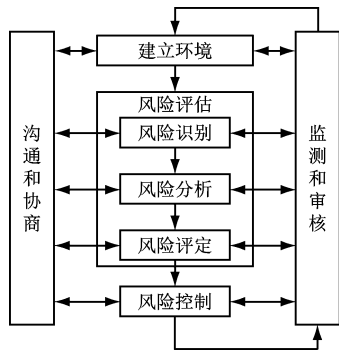 建立环境
沟通和协商
风险评估
风险识别
风险分析
风险评定
风险控制
监测和审核